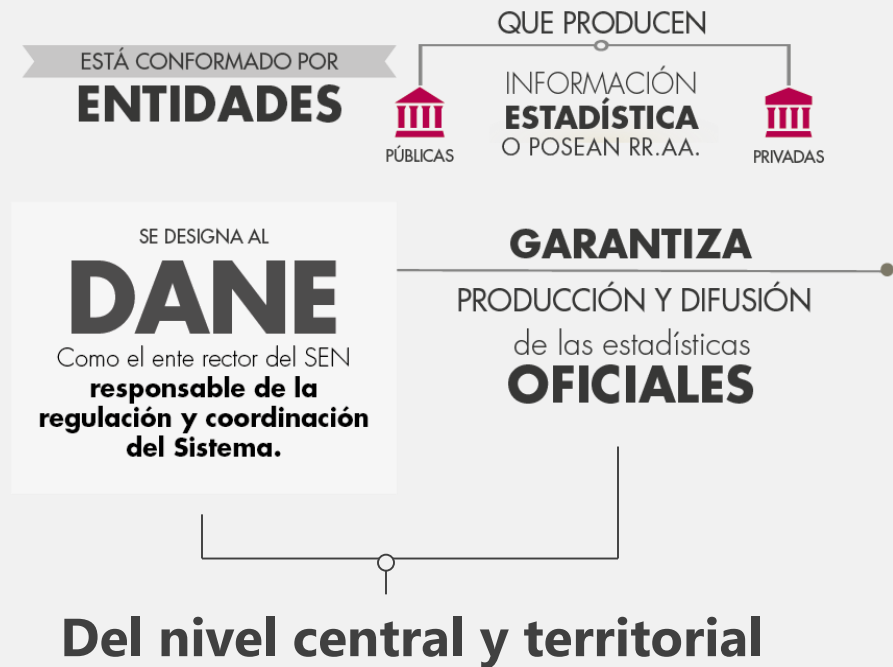 ESTÁ CONFORMADO POR
ENTIDADES
QUE PRODUCEN
PÚBLICAS
INFORMACIÓN
ESTADÍSTICA
O POSEAN RR.AA.
PRIVADAS
SE DESIGNA AL
DANE
Como el ente rector del SEN
responsable de la
regulación y coordinación
del Sistema.
GARANTIZA
PRODUCCIÓN Y DIFUSIÓN
de las estadísticas
OFICIALES
Del nivel central y territorial